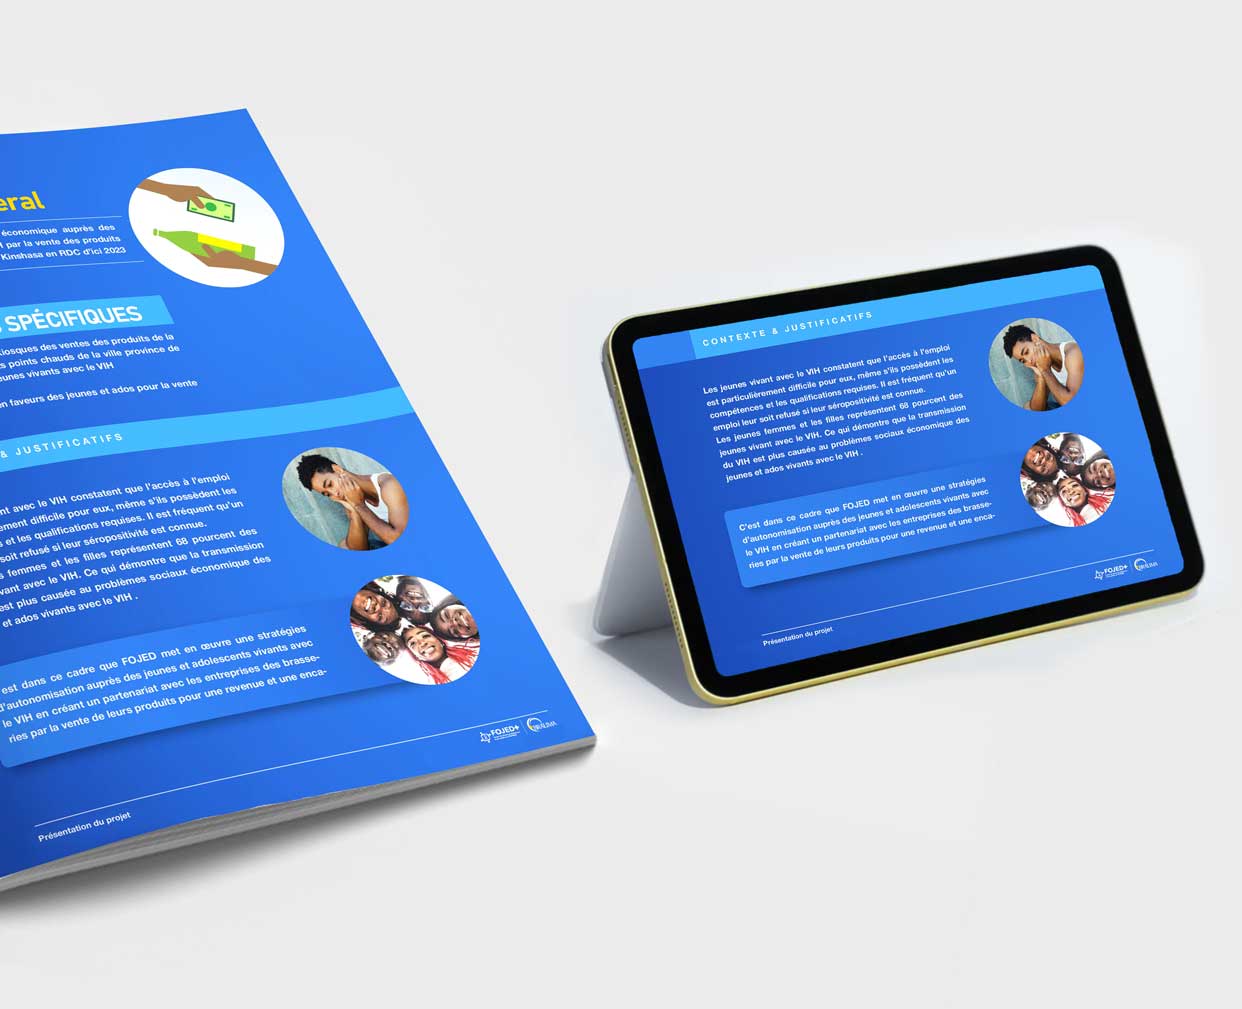 eral
économique auprès des
H par la vente des produits
Kinshasa en RDC d'ici 2023
SPÉCIFIQUES
kiosques des ventes des produits de la
points chauds de la ville province de
jeunes vivants avec le VIH
en faveurs des jeunes et ados pour la vente
& JUSTIFICATIFS
avec le VIH constatent que l'accès à l'emploi
difficile pour eux, même s'ils possèdent les
et les qualifications requises. Il est fréquent qu'un
soit refusé si leur séropositivité est connue.
femmes et les filles représentent 68 pourcent des
vivant avec le VIH. Ce qui démontre que la transmission
est plus causée au problèmes sociaux économique des
et ados vivants avec le VIH .
est dans ce cadre que FOJED met en œuvre une stratégies
d'autonomisation auprès des jeunes et adolescents vivants avec
le VIH en créant un partenariat avec les entreprises des brasse-
ries par la vente de leurs produits pour une revenue et une enca-
FOJED+
Présentation du projet
CONTEXTE & JUSTIFICATIFS
Les jeunes vivant avec le VIH constatent que l'accès à l'emploi
est particulièrement difficile pour eux, même s'ils possèdent les
compétences et les qualifications requises. Il est fréquent qu'un
emploi leur soit refusé si leur séropositivité est connue.
Les jeunes femmes et les filles représentent 68 pourcent des
jeunes vivant avec le VIH. Ce qui démontre que la transmission
du VIH est plus causée au problèmes sociaux économique des
jeunes et ados vivants avec le VIH .
C'est dans ce cadre que FOJED met en œuvre une stratégies
d'autonomisation auprès des jeunes et adolescents vivants avec
le VIH en créant un partenariat avec les entreprises des brasse-
ries par la vente de leurs produits pour une revenue et une enca-
FOJED+
Présentation du projet